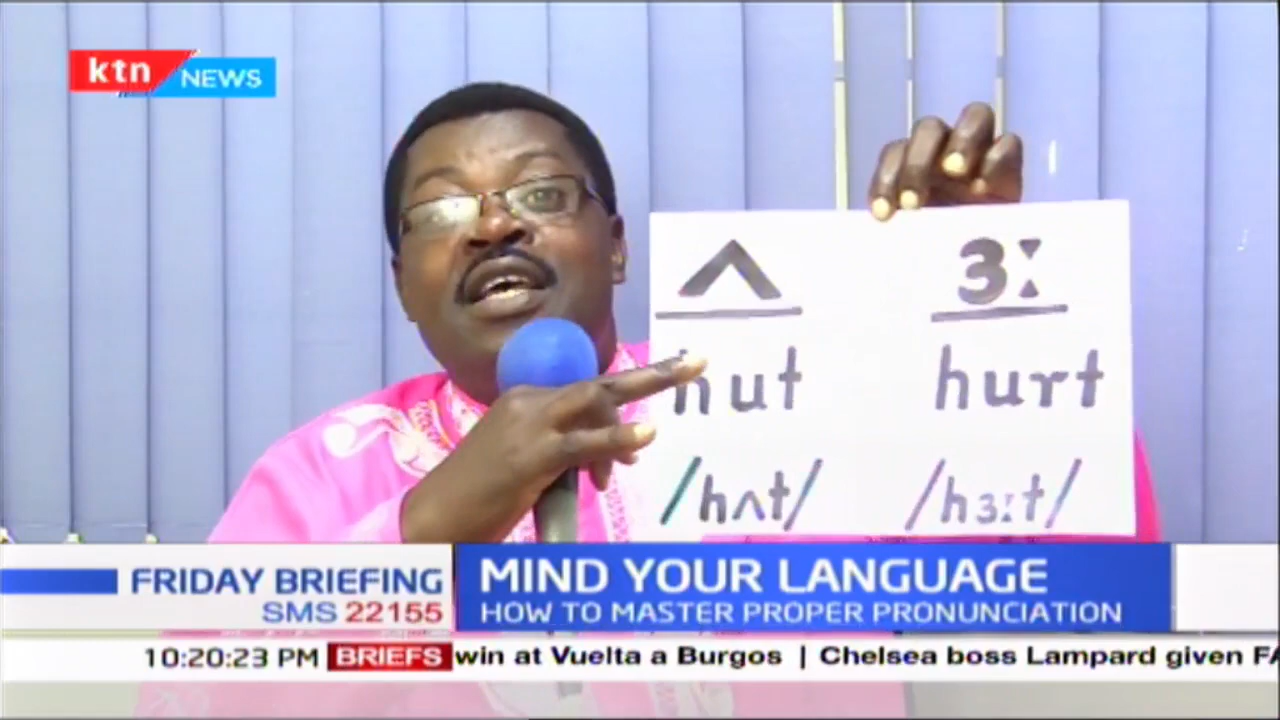 ktn NEWS
ʌ ɜː
hut hurt
/hʌt/ /hɜːt/
FRIDAY BRIEFING
SMS 22155
MIND YOUR LANGUAGE
HOW TO MASTER PROPER PRONUNCIATION
10:20:23 PM BRIEFS win at Vuelta a Burgos | Chelsea boss Lampard given